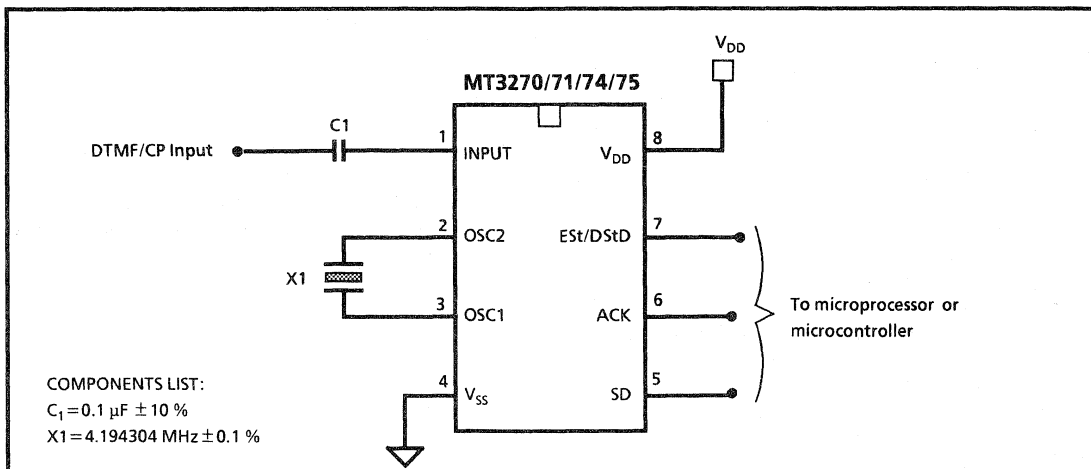 V_DD
MT3270/71/74/75
DTMF/CP Input
C1
1
INPUT
8
V_DD
2
OSC2
7
ESt/DStD
X1
3
OSC1
6
ACK
To microprocessor or
microcontroller
4
V_SS
5
SD
COMPONENTS LIST:
C₁=0.1 µF ±10 %
X1=4.194304 MHz±0.1 %